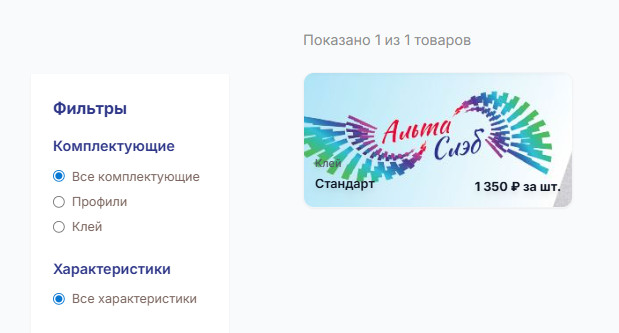 Показано 1 из 1 товаров
Фильтры
Комплектующие
Все комплектующие
Профили
Клей
Характеристики
Все характеристики
Альта
Сиэб
Клей
Стандарт
1 350 ₽ за шт.